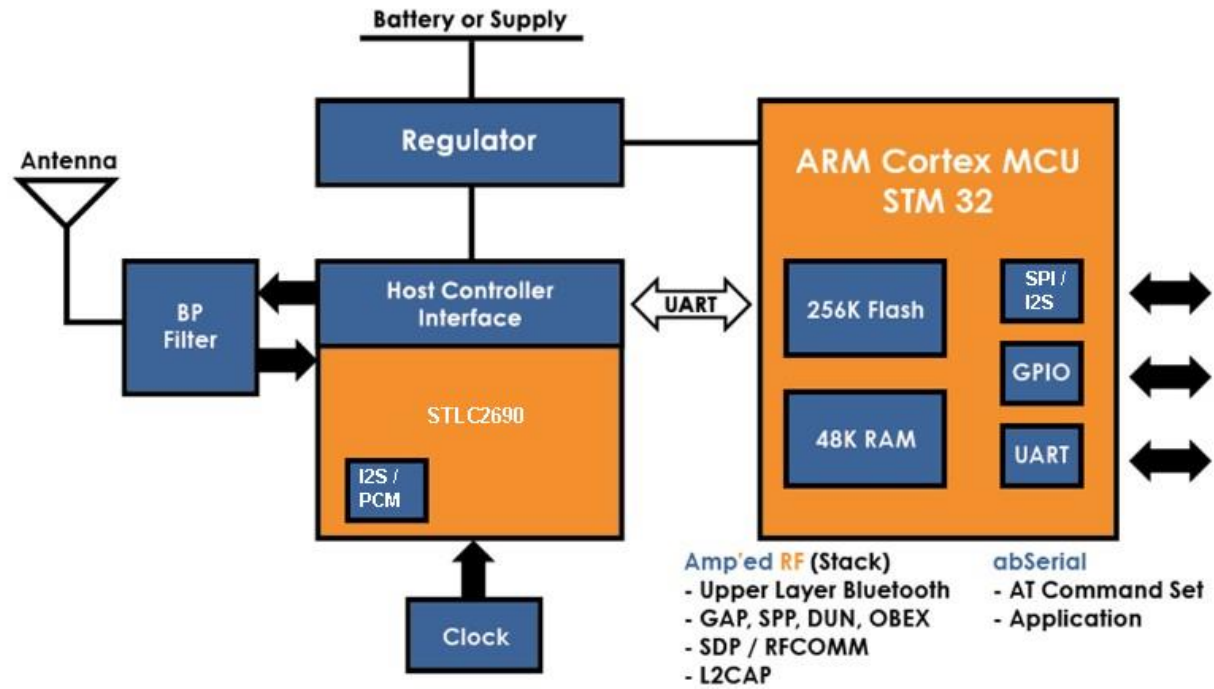 Battery or Supply
Regulator
Antenna
ARM Cortex MCU
STM 32
BP
Filter
Host Controller
Interface
UART
256K Flash
SPI /
I2S
GPIO
STLC2690
48K RAM
UART
I2S /
PCM
Clock
Amp'ed RF (Stack)
- Upper Layer Bluetooth
- GAP, SPP, DUN, OBEX
- SDP / RFCOMM
- L2CAP
abSerial
- AT Command Set
- Application